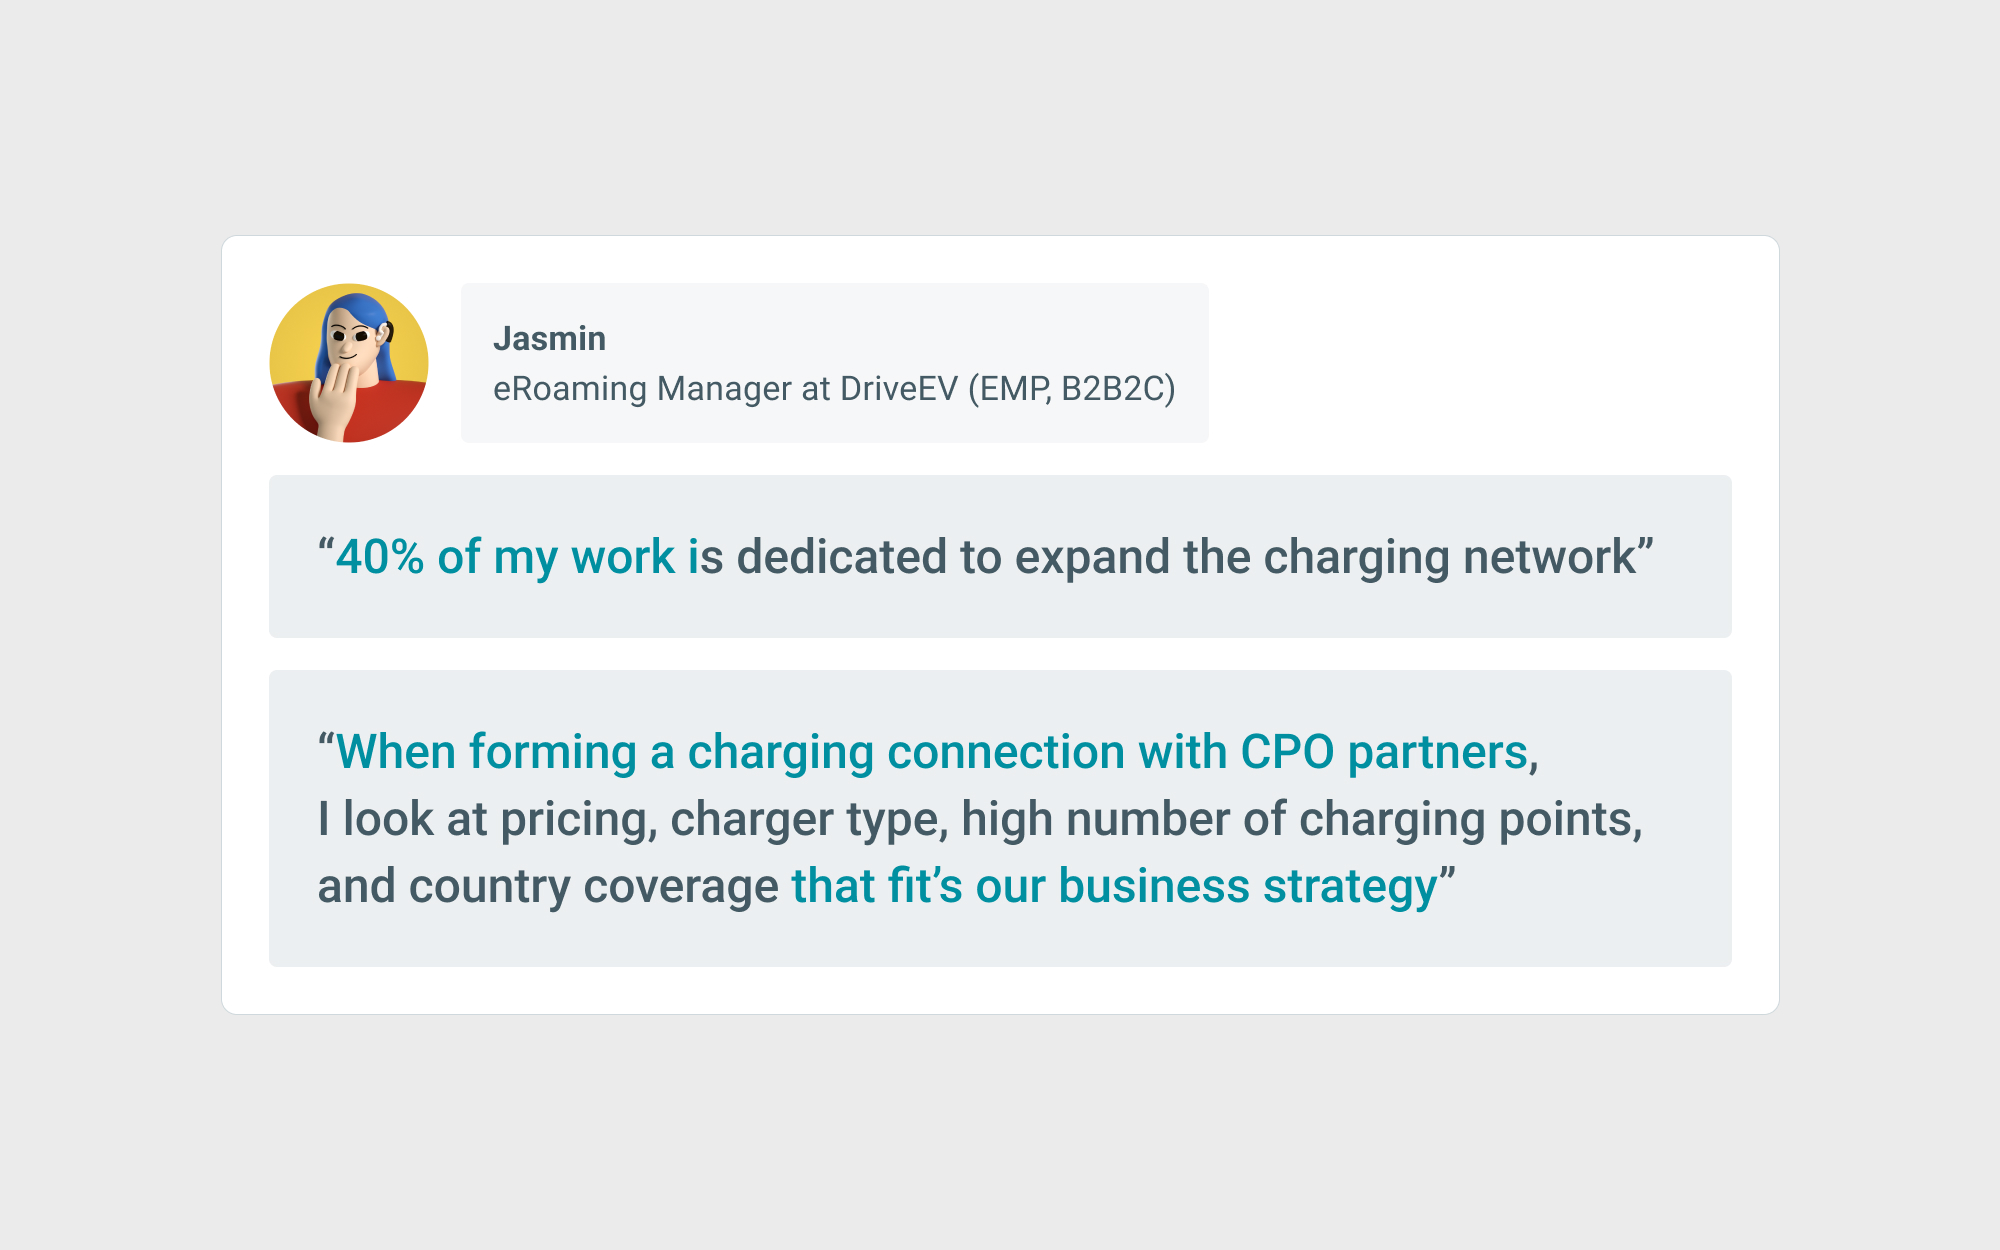 Jasmin
eRoaming Manager at DriveEV (EMP, B2B2C)
“40% of my work is dedicated to expand the charging network”
“When forming a charging connection with CPO partners,
I look at pricing, charger type, high number of charging points,
and country coverage that fit’s our business strategy”